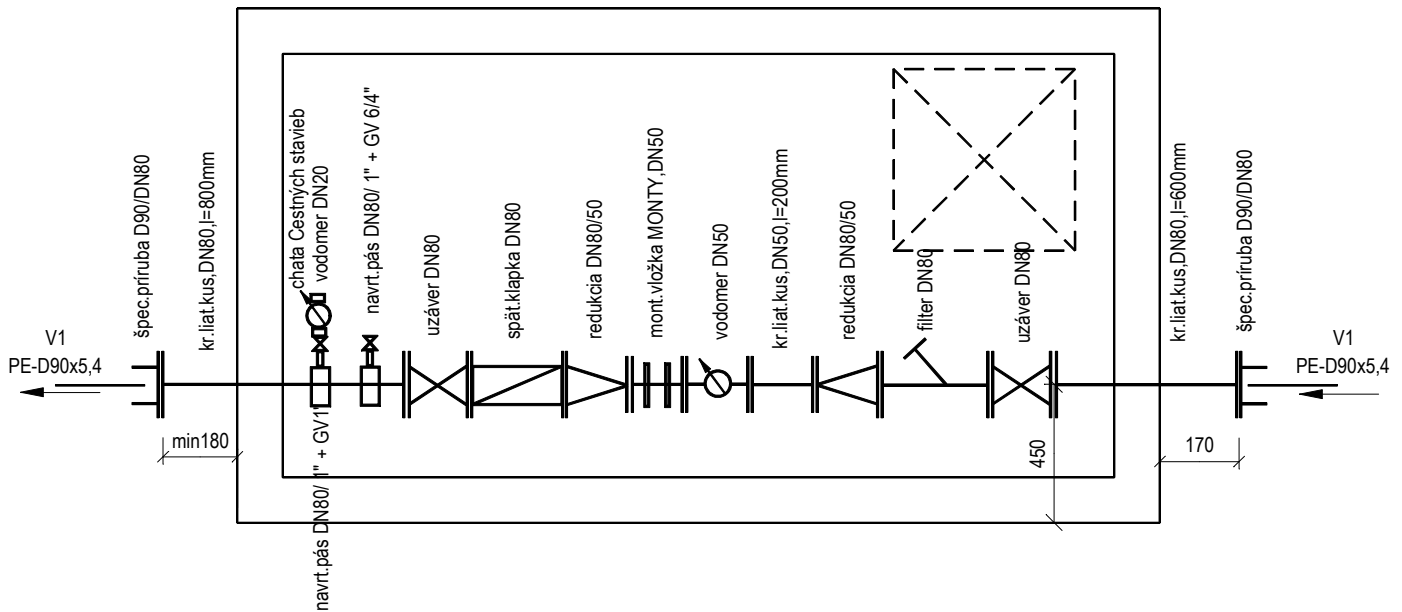 V1
PE-D90x5,4
špec.príruba D90/DN80
kr.liat.kus,DN80,l=800mm
chata Cestných stavieb
vodomer DN20
navrt.pás DN80/ 1" + GV1"
navrt.pás DN80/ 1" + GV 6/4"
uzáver DN80
spät.klapka DN80
redukcia DN80/50
mont.vložka MONTY,DN50
vodomer DN50
kr.liat.kus,DN50,l=200mm
redukcia DN80/50
filter DN80
uzáver DN80
kr.liat.kus,DN80,l=600mm
špec.príruba D90/DN80
V1
PE-D90x5,4
min180
450
170